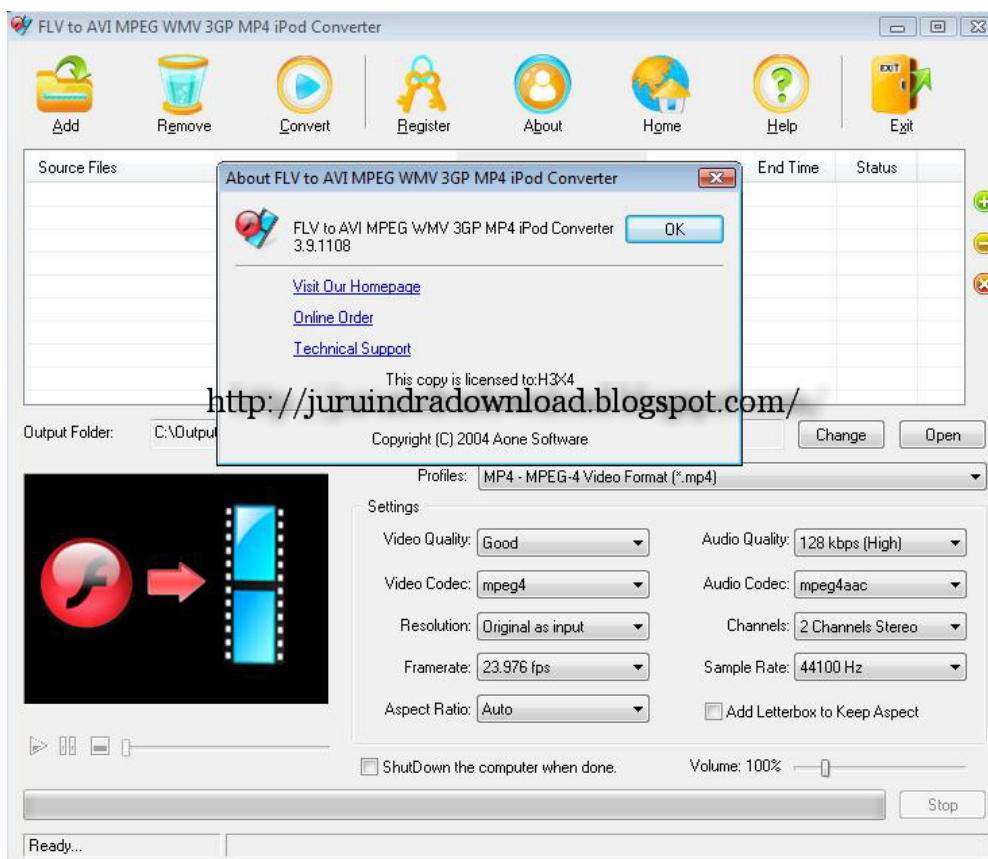 FLV to AVI MPEG WMV 3GP MP4 iPod Converter
Add Remove Convert Register About Home Help Exit
EXIT
Source Files End Time Status
About FLV to AVI MPEG WMV 3GP MP4 iPod Converter
FLV to AVI MPEG WMV 3GP MP4 iPod Converter
3.9.1108
OK
Visit Our Homepage
Online Order
Technical Support
This copy is licensed to:H3X4
http://juruindradownload.blogspot.com/
Copyright (C) 2004 Aone Software
Output Folder: C:\Output Change Open
Profiles: MP4 - MPEG-4 Video Format (*.mp4)
Settings
Video Quality: Good Audio Quality: 128 kbps (High)
Video Codec: mpeg4 Audio Codec: mpeg4aac
Resolution: Original as input Channels: 2 Channels Stereo
Framerate: 23.976 fps Sample Rate: 44100 Hz
Aspect Ratio: Auto Add Letterbox to Keep Aspect
ShutDown the computer when done. Volume: 100%
Stop
Ready...